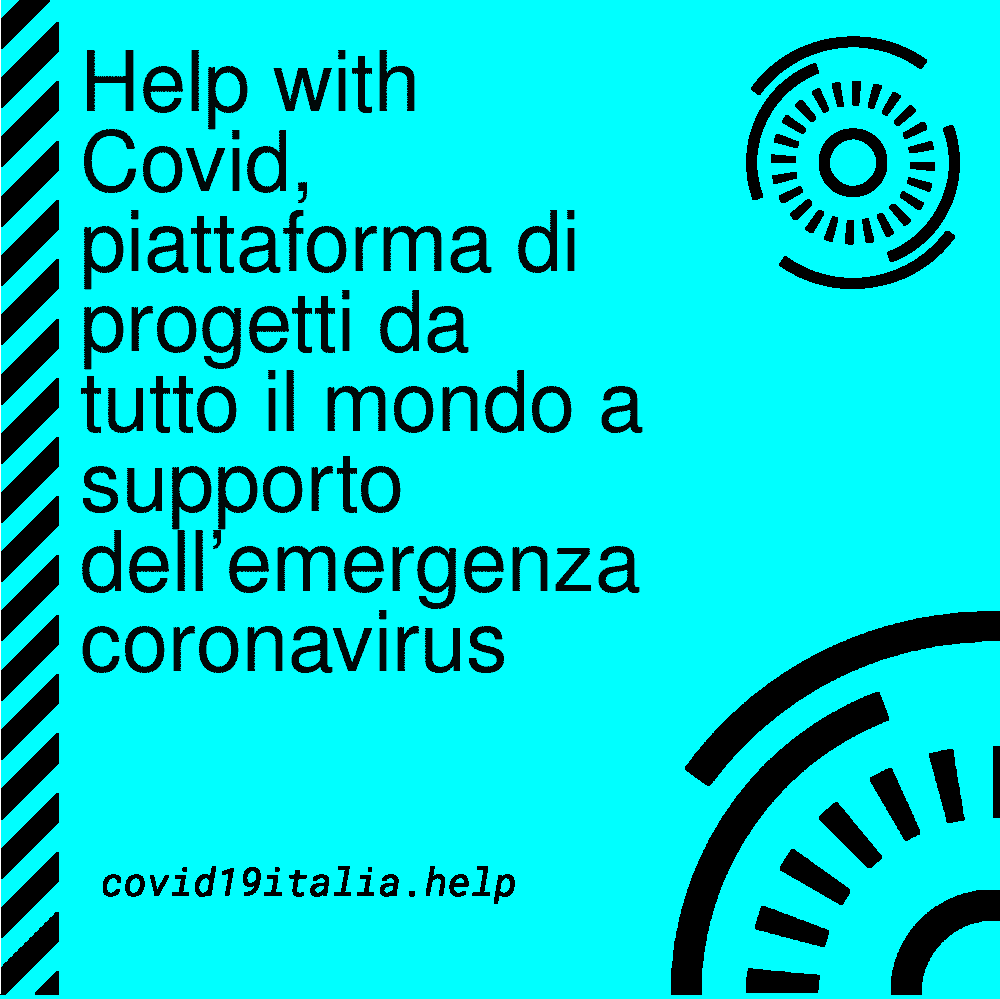 Help with
Covid,
piattaforma di
progetti da
tutto il mondo a
supporto
dell’emergenza
coronavirus
covid19italia.help